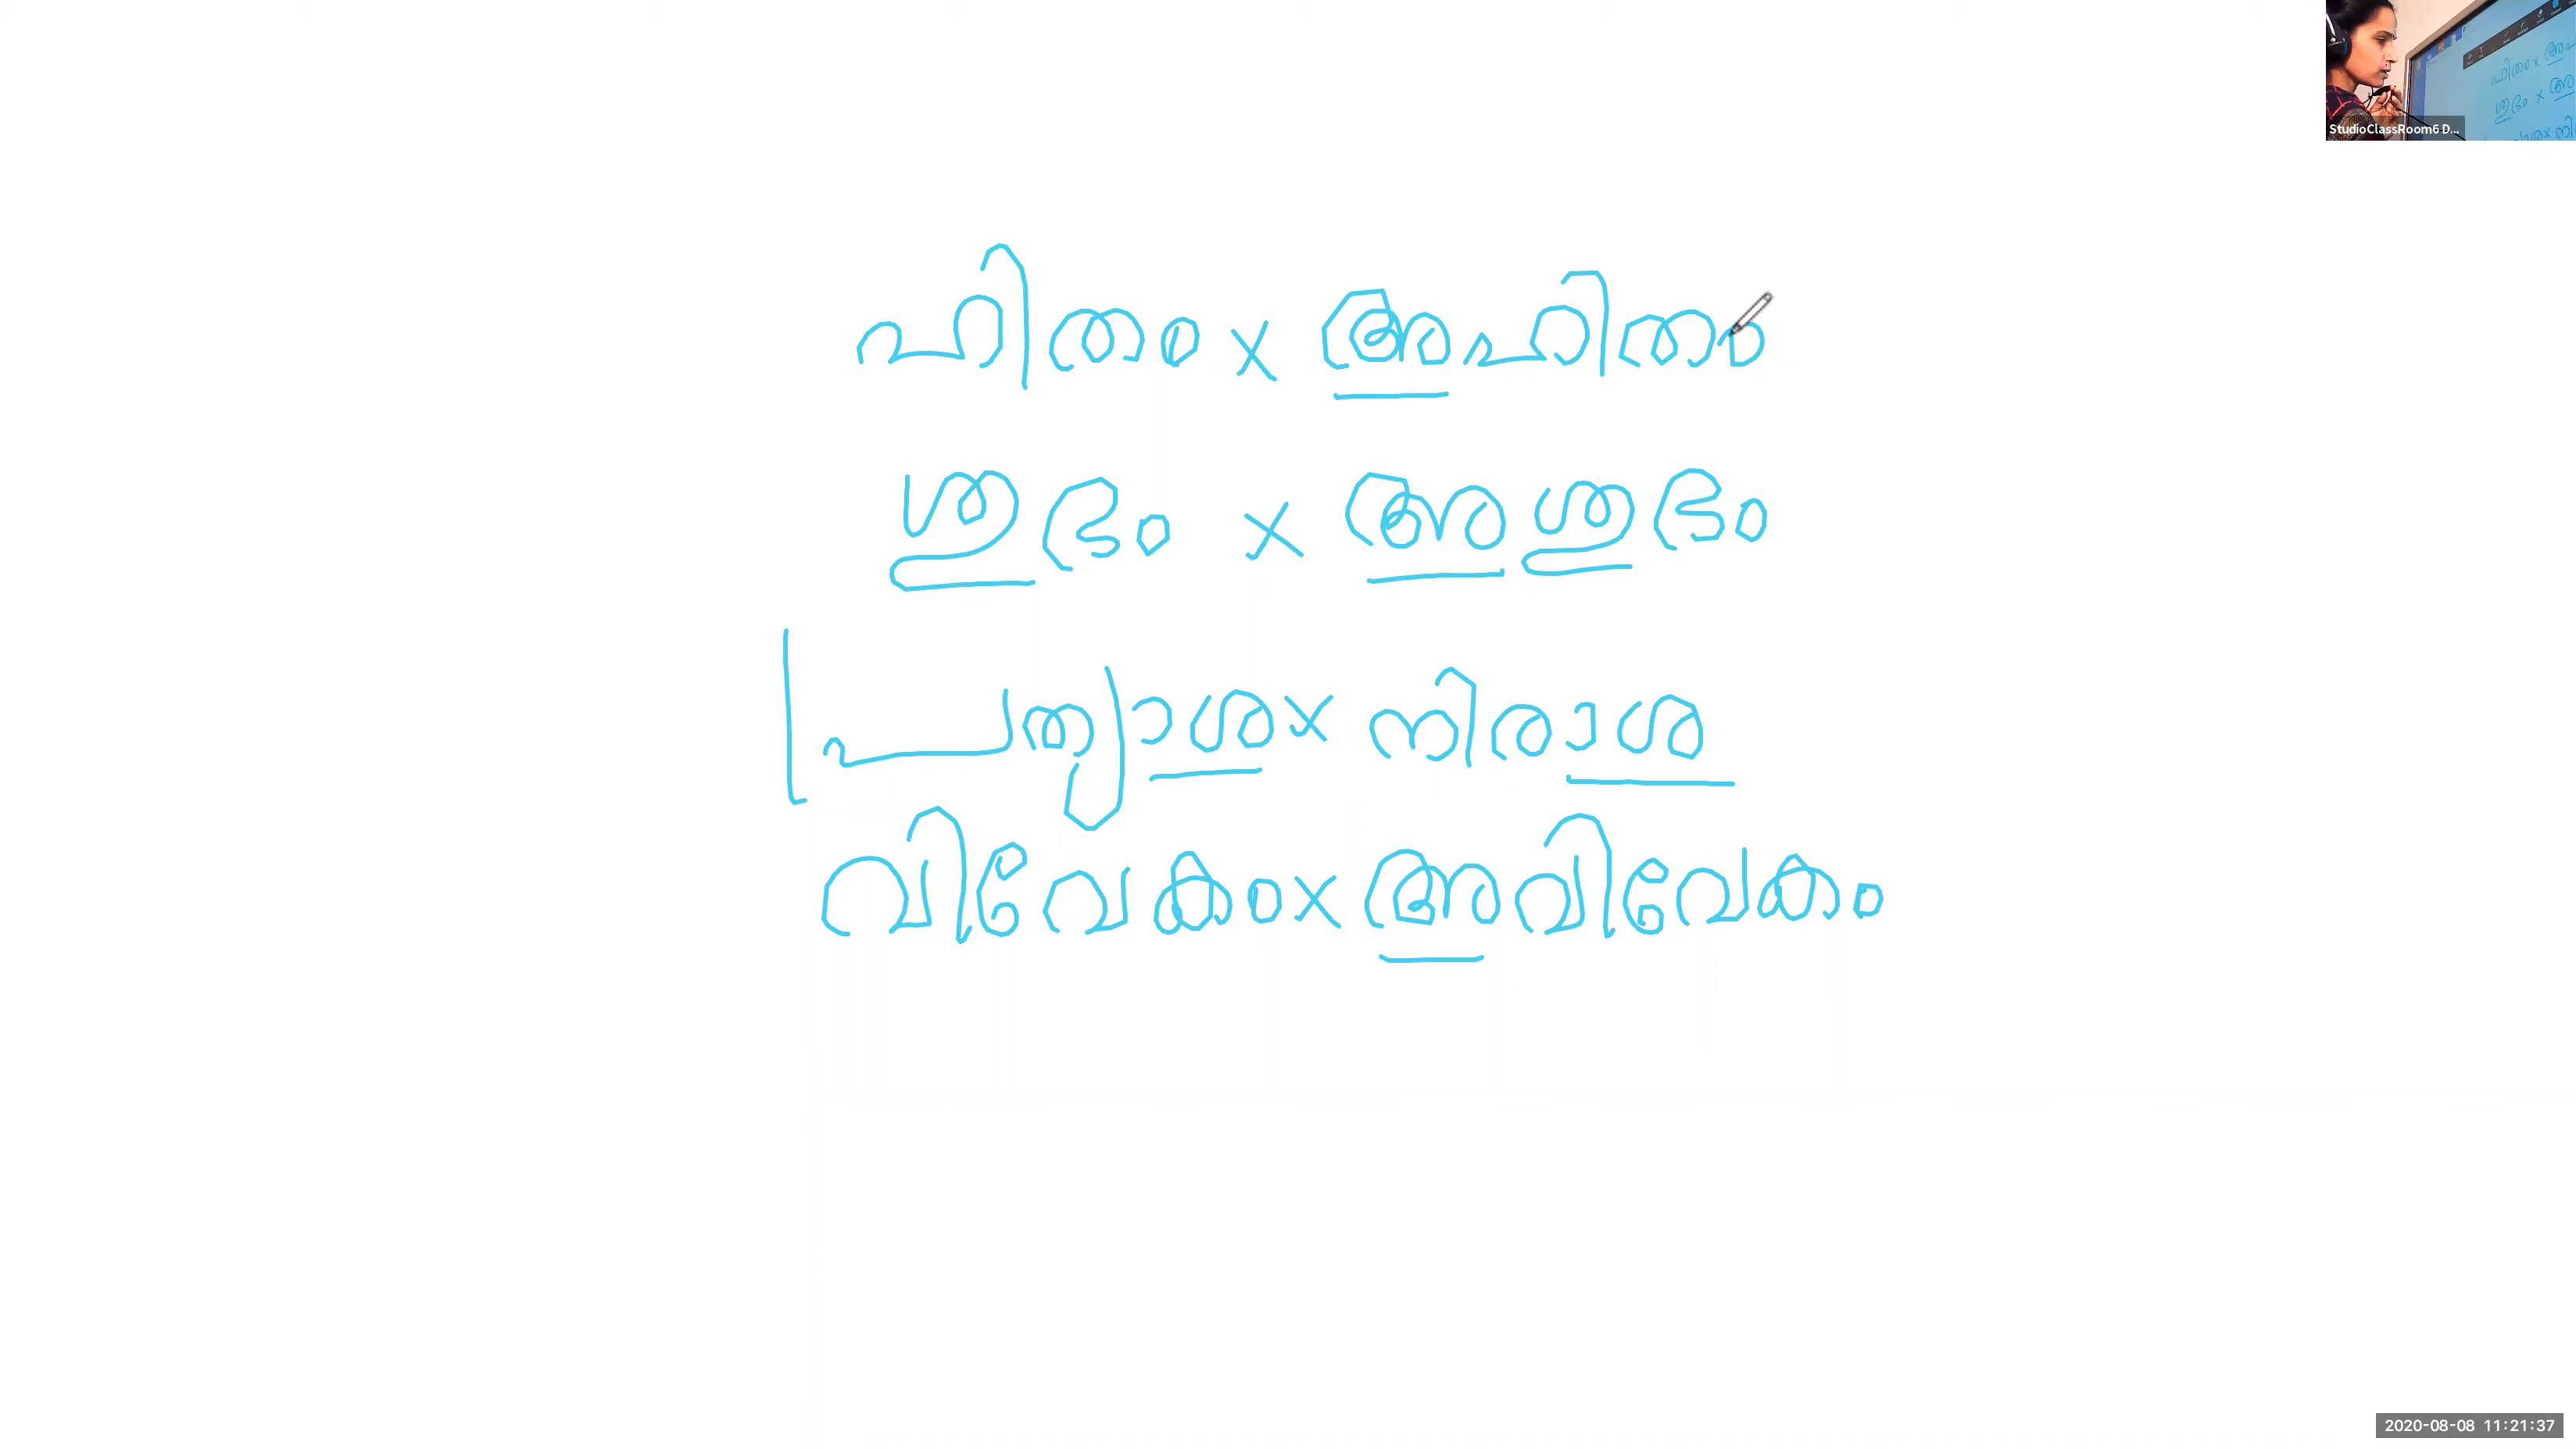 StudioClassRoom6 D...
ഹിതം x അഹിതം
ശുഭം x അശുഭം
പ്രത്യാശ x നിരാശ
വിവേകം x അവിവേകം
2020-08-08 11:21:37